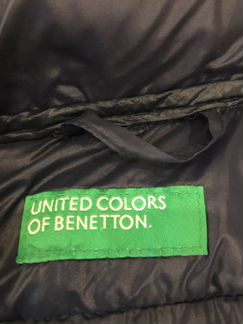 UNITED COLORS
OF BENETTON.